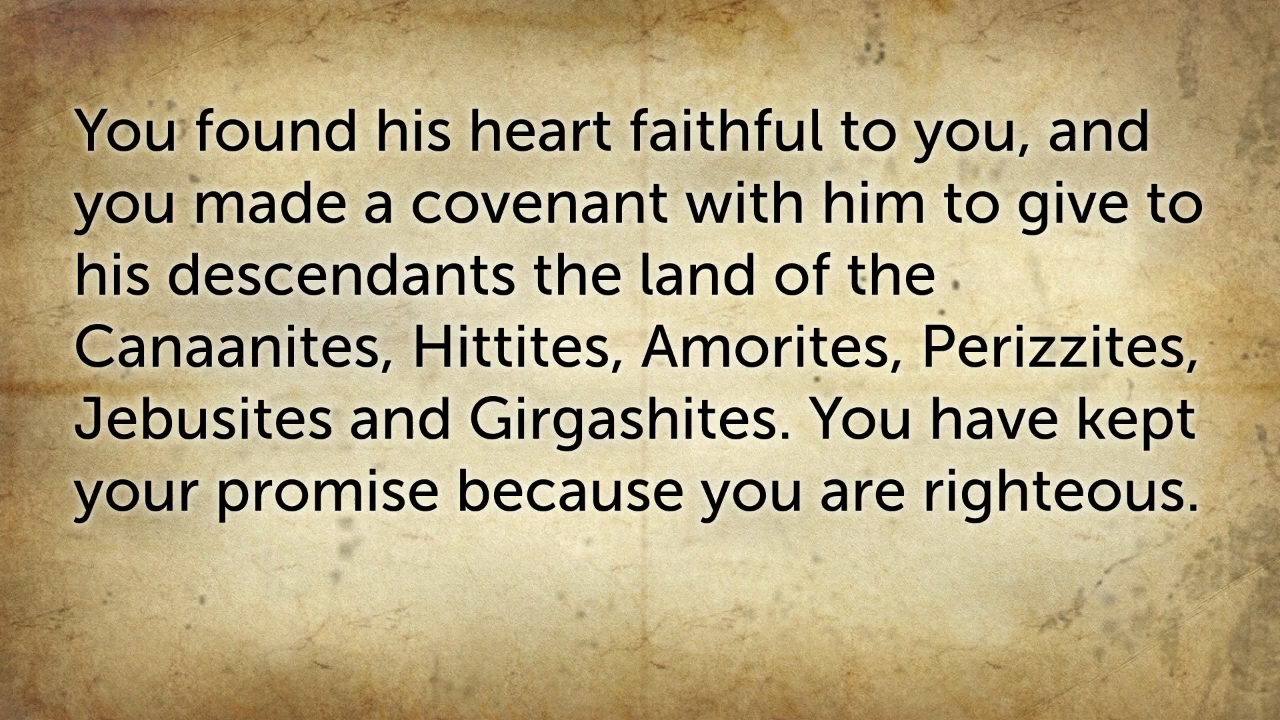 You found his heart faithful to you, and
you made a covenant with him to give to
his descendants the land of the
Canaanites, Hittites, Amorites, Perizzites,
Jebusites and Girgashites. You have kept
your promise because you are righteous.